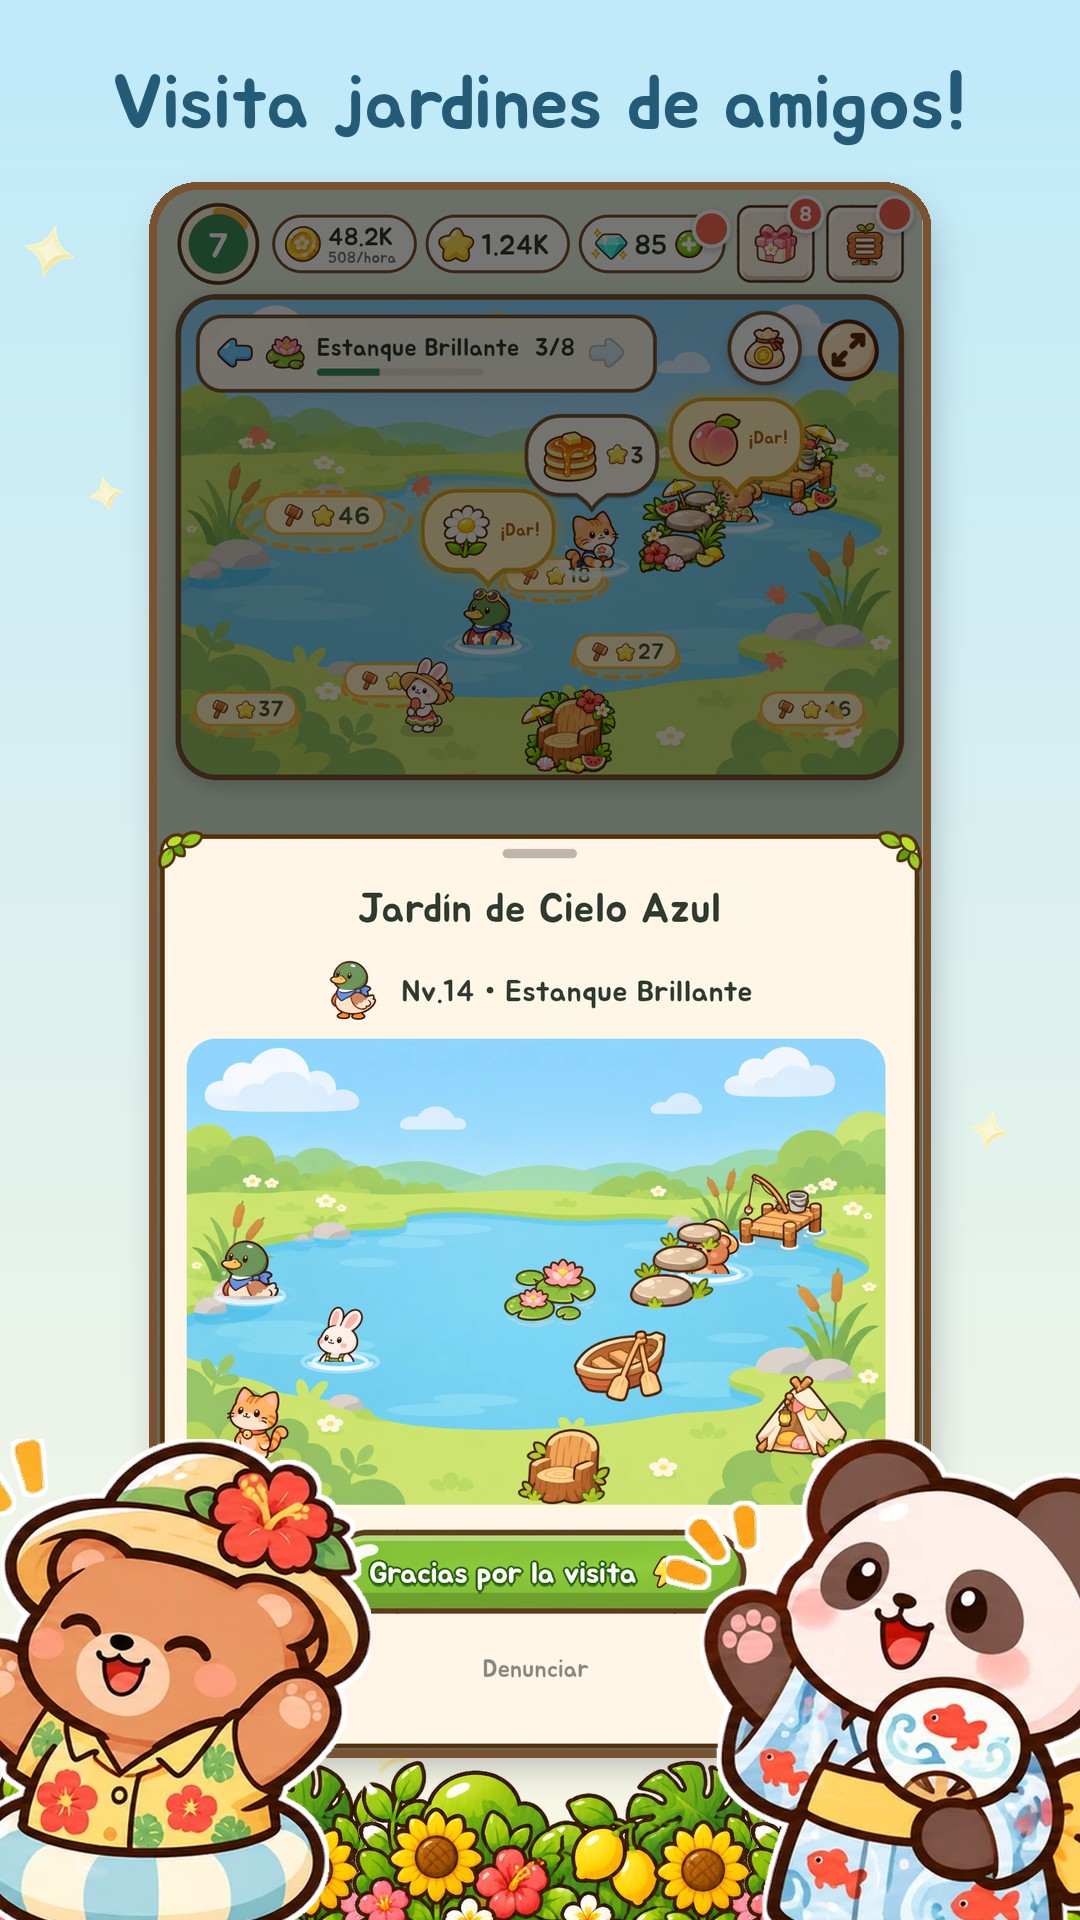 Visita jardines de amigos!
7
48.2K
508/hora
1.24K
85
8
Estanque Brillante 3/8
3
¡Dar!
46
¡Dar!
18
27
37
Jardín de Cielo Azul
Nv.14 • Estanque Brillante
Gracias por la visita
Denunciar